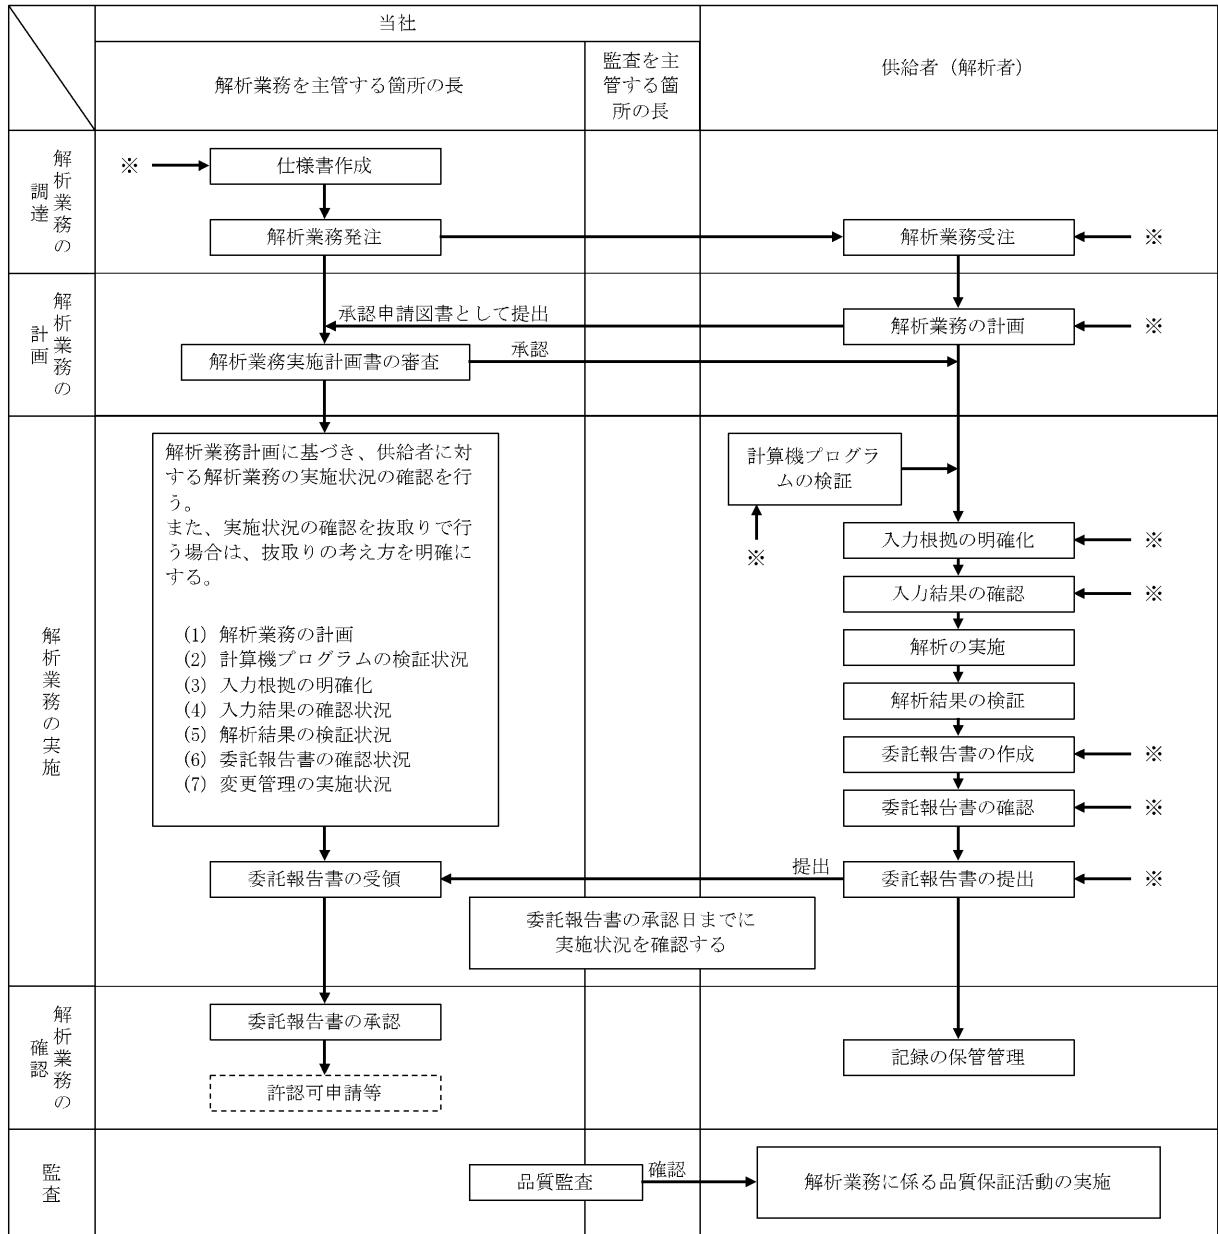 当社
解析業務を主管する箇所の長
監査を主
管する箇
所の長
供給者（解析者）
解析業務の
調達
※
仕様書作成
解析業務発注
解析業務受注
※
解析業務の
計画
承認申請図書として提出
解析業務の計画
※
解析業務実施計画書の審査
承認
解析業務の実施
解析業務計画に基づき、供給者に対
する解析業務の実施状況の確認を行
う。
また、実施状況の確認を抜取りで行
う場合は、抜取りの考え方を明確に
する。
(1) 解析業務の計画
(2) 計算機プログラムの検証状況
(3) 入力根拠の明確化
(4) 入力結果の確認状況
(5) 解析結果の検証状況
(6) 委託報告書の確認状況
(7) 変更管理の実施状況
計算機プログラ
ムの検証
※
入力根拠の明確化
※
入力結果の確認
※
解析の実施
解析結果の検証
委託報告書の作成
※
委託報告書の確認
※
委託報告書の受領
提出
委託報告書の提出
※
委託報告書の承認日までに
実施状況を確認する
解析業務の
確認
委託報告書の承認
許認可申請等
記録の保管管理
監査
品質監査
確認
解析業務に係る品質保証活動の実施